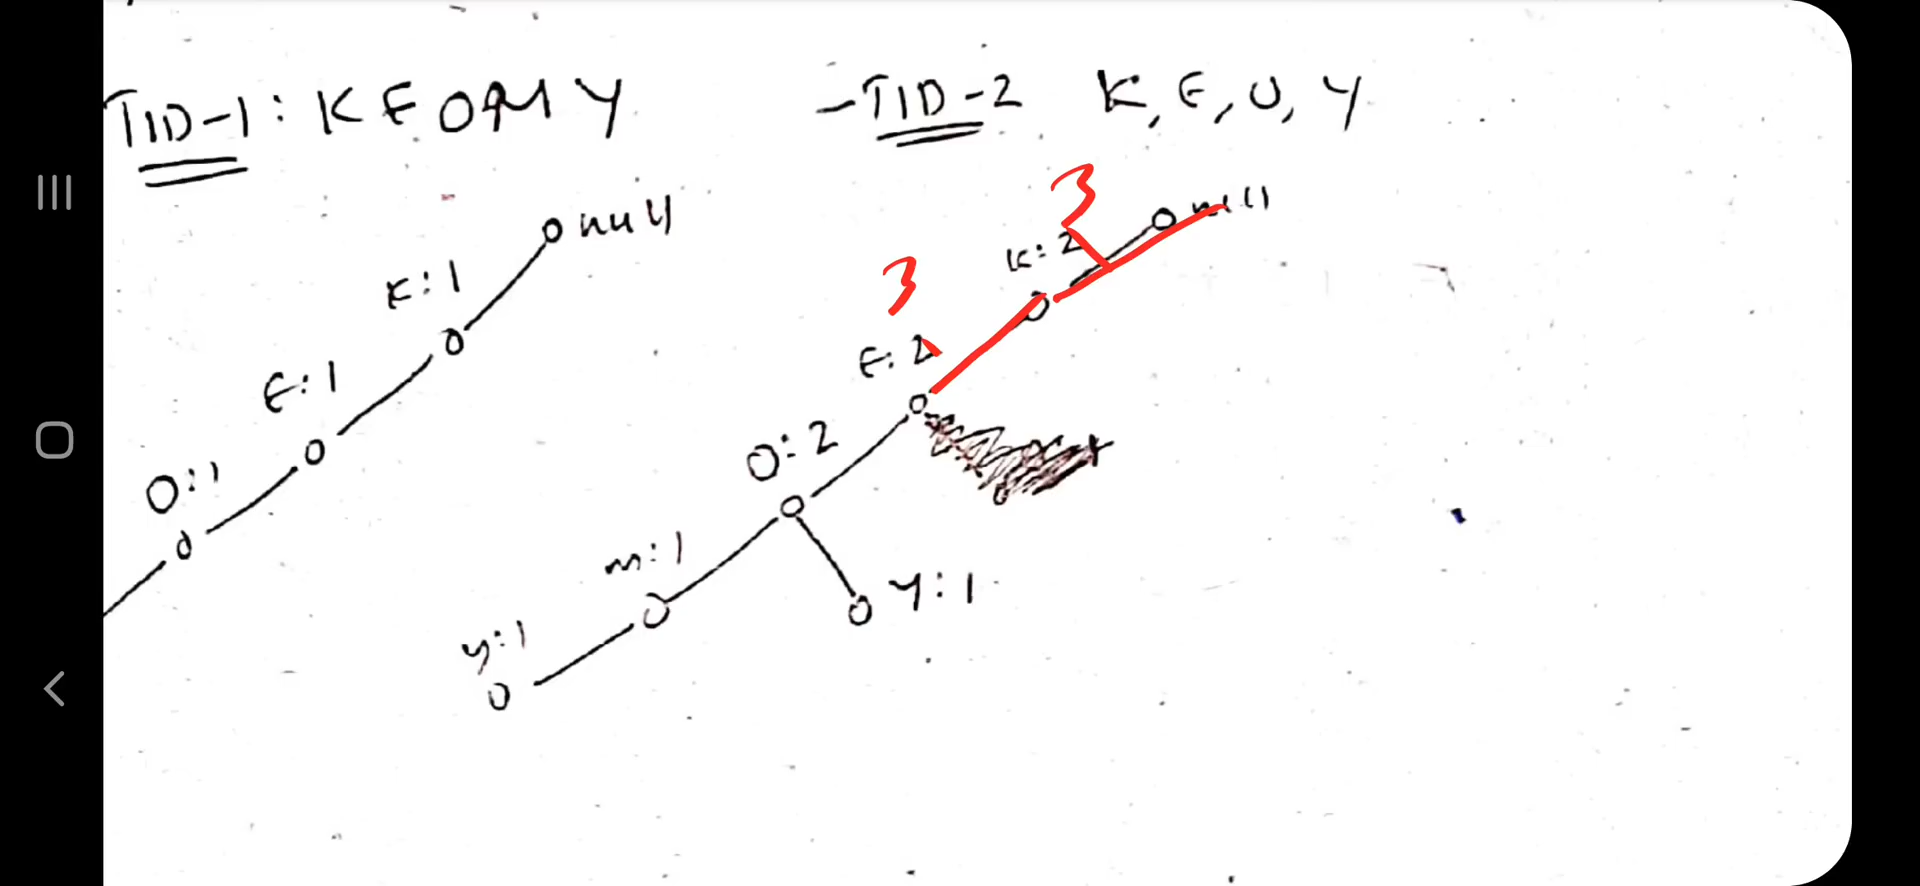 TID-1: K E O M Y
-TID-2 K, E, O, Y
null
K:1
E:1
O:1
3
null
K:2
3
E:2
O:2
m:1
Y:1
y:1